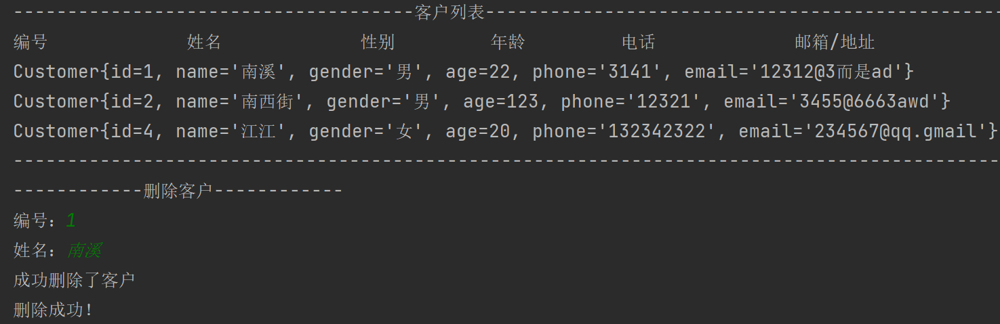 -------------------------------------客户列表------------------------------------------------
编号 姓名 性别 年龄 电话 邮箱/地址
Customer{id=1, name='南溪', gender='男', age=22, phone='3141', email='12312@3而是ad'}
Customer{id=2, name='南西街', gender='男', age=123, phone='12321', email='3455@6663awd'}
Customer{id=4, name='江江', gender='女', age=20, phone='132342322', email='234567@qq.gmail'}
-------------------------------------------------------------------------------------------
------------删除客户------------
编号：1
姓名：南溪
成功删除了客户
删除成功!